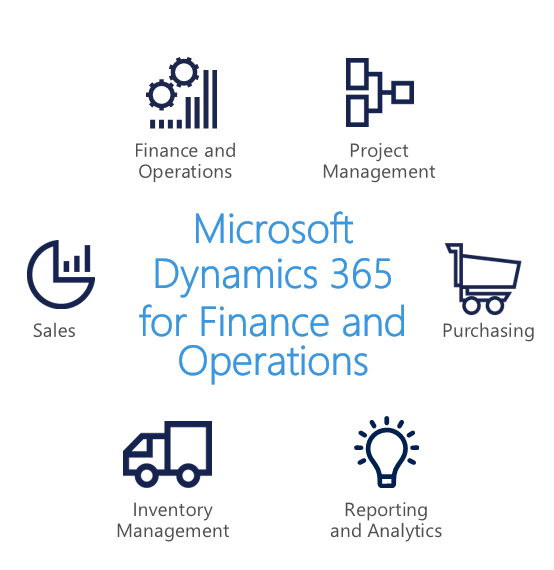 Finance and
Operations
Project
Management
Microsoft
Dynamics 365
for Finance and
Operations
Sales
Purchasing
Inventory
Management
Reporting
and Analytics